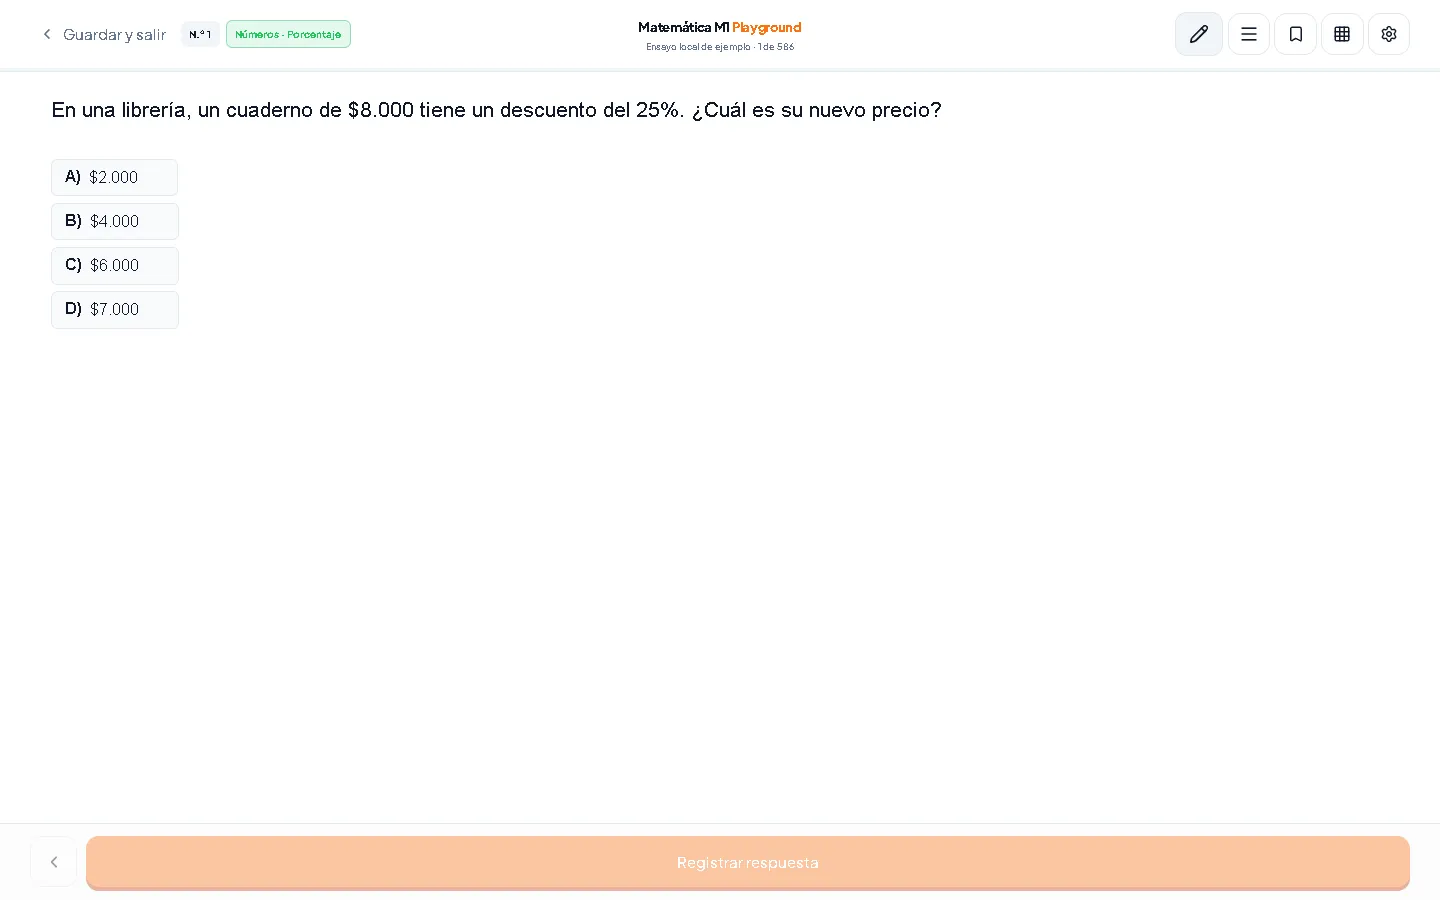 Guardar y salir
N.º 1
Números · Porcentaje
Matemática M1 Playground
Ensayo local de ejemplo · 1 de 586
En una librería, un cuaderno de $8.000 tiene un descuento del 25%. ¿Cuál es su nuevo precio?
A) $2.000
B) $4.000
C) $6.000
D) $7.000
Registrar respuesta